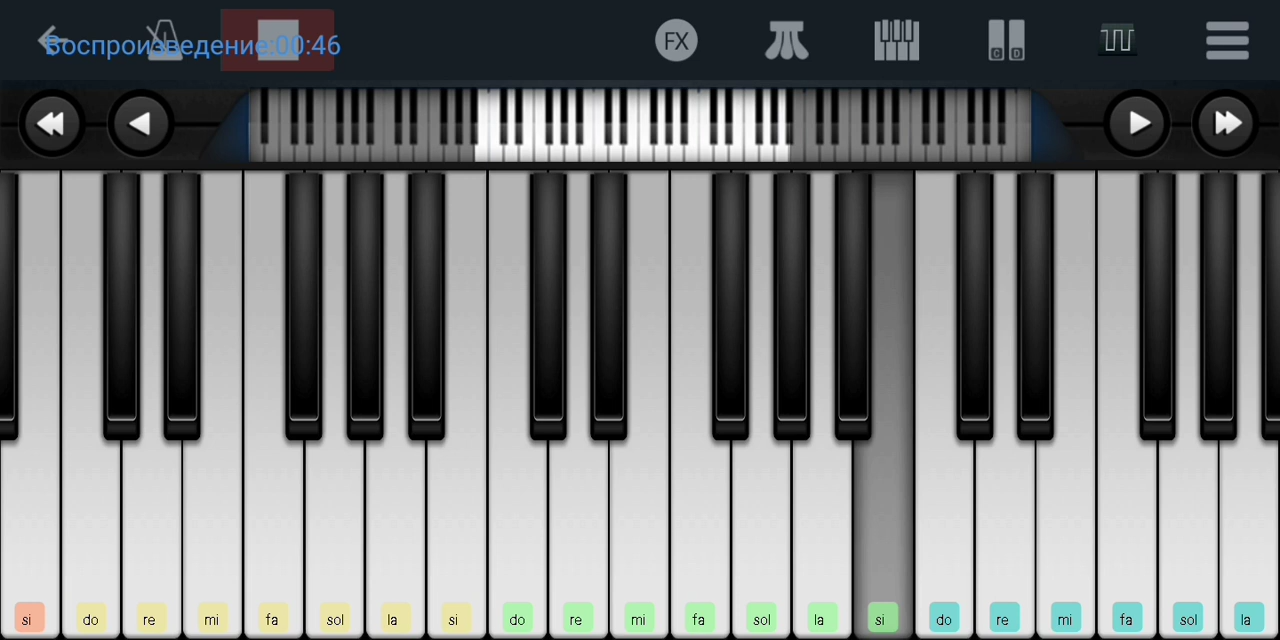 Воспроизведение:00:46
FX
C D
si do re mi fa sol la si do re mi fa sol la si do re mi fa sol la